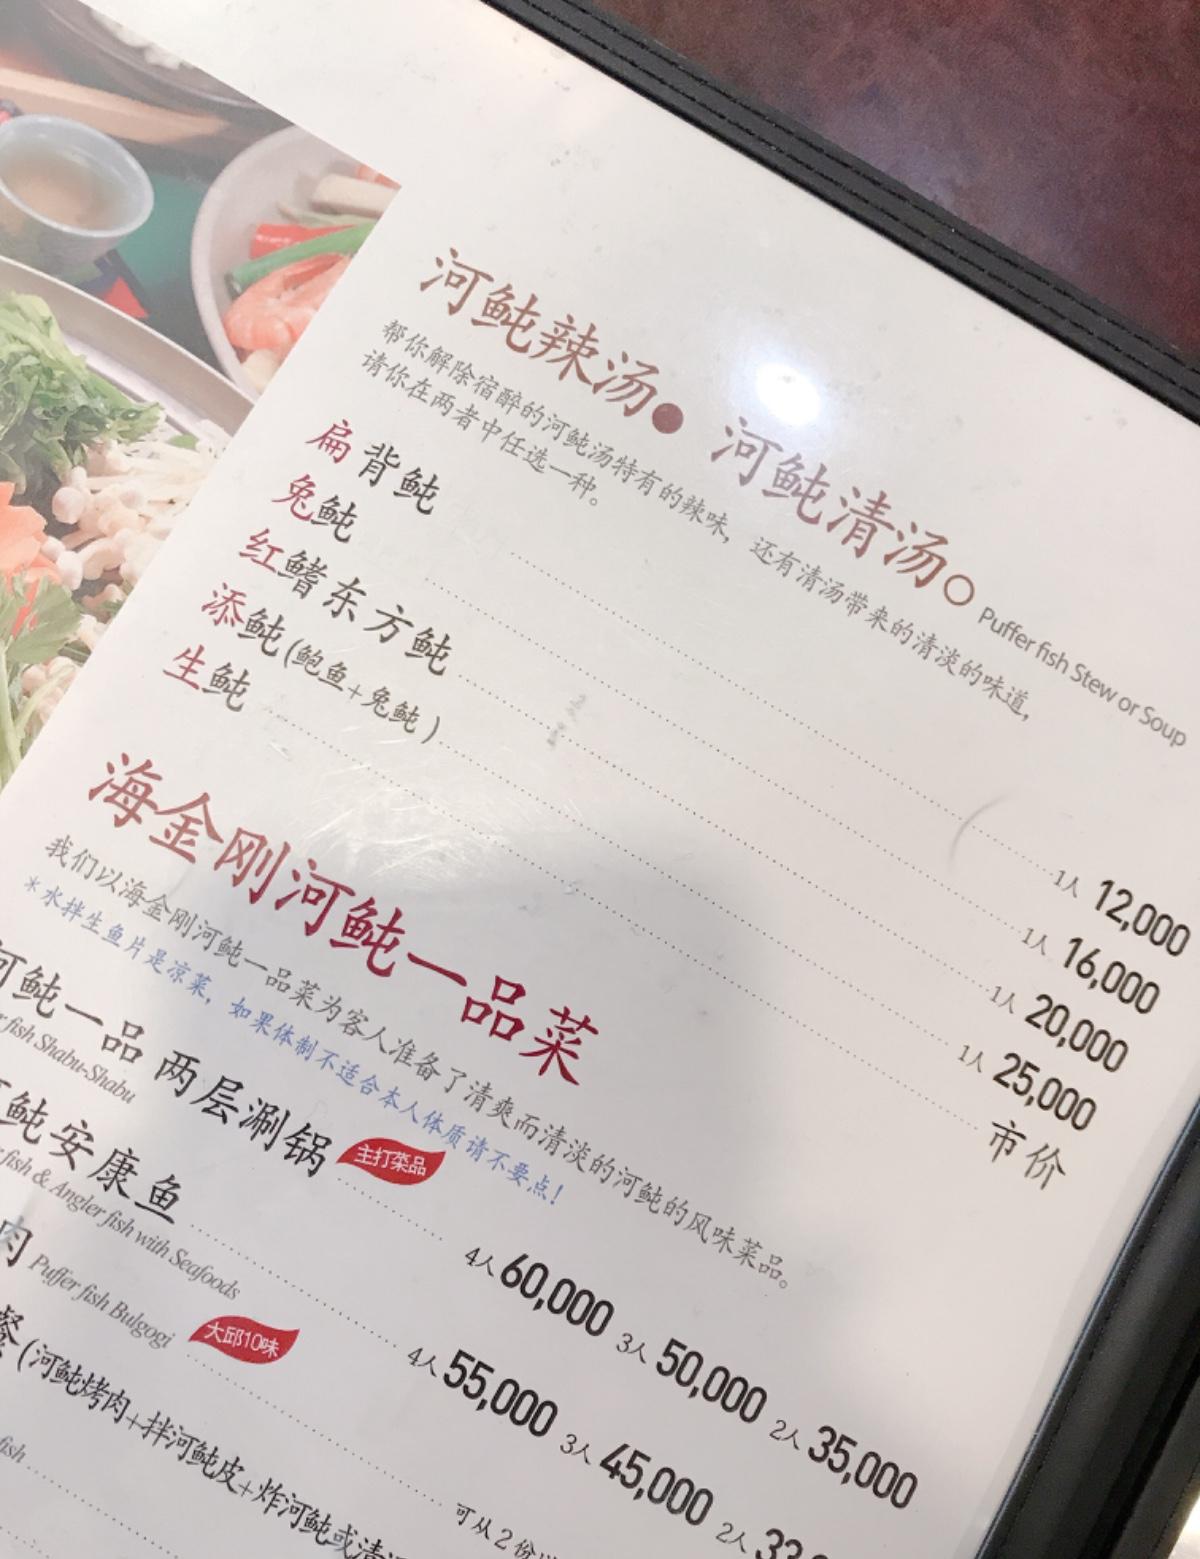 河鲀辣汤● 河鲀清汤○ Puffer fish Stew or Soup
帮你解除宿醉的河鲀汤特有的辣味，还有清汤带来的清淡的味道，
请你在两者中任选一种。
扁背鲀 1人 12,000
兔鲀 1人 16,000
红鳍东方鲀 1人 20,000
添鲀(鲍鱼+兔鲀) 1人 25,000
生鲀 市价
海金刚河鲀一品菜
我们以海金刚河鲀一品菜为客人准备了清爽而清淡的河鲀的风味菜品。
*水拌生鱼片是凉菜，如果体制不适合本人体质请不要点！
河鲀一品 两层涮锅 主打菜品 4人 60,000 3人 50,000 2人 35,000
fish Shabu-Shabu
鲀安康鱼 4人 55,000 3人 45,000 2人
fish & Angler fish with Seafoods
肉 Puffer fish Bulgogi 大邱10味 可从2份
餐(河鲀烤肉+拌河鲀皮+炸河鲀或清
fish